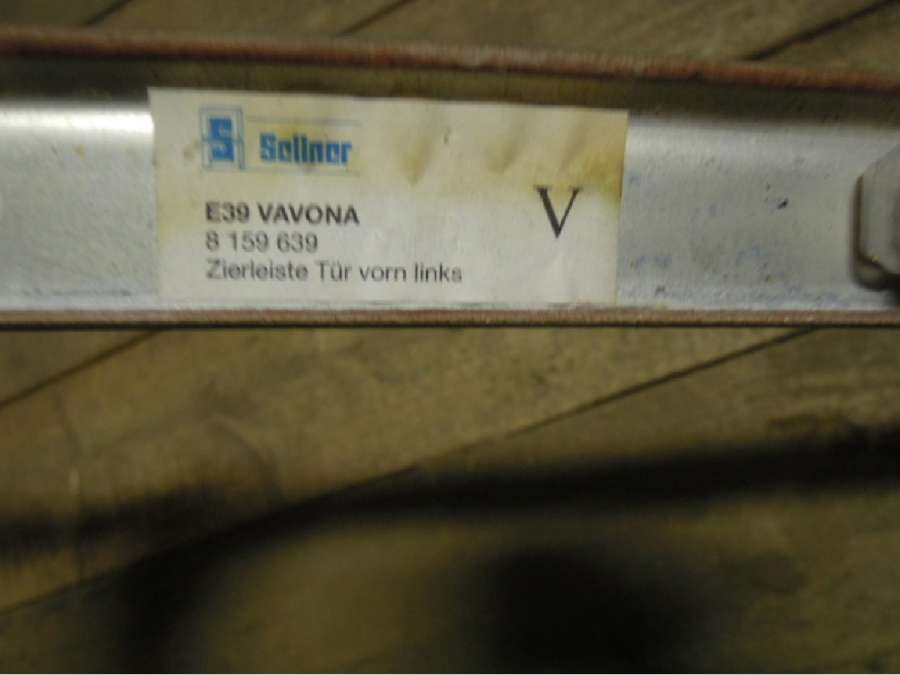 S Sellner
E39 VAVONA
V
8 159 639
Zierleiste Tür vorn links